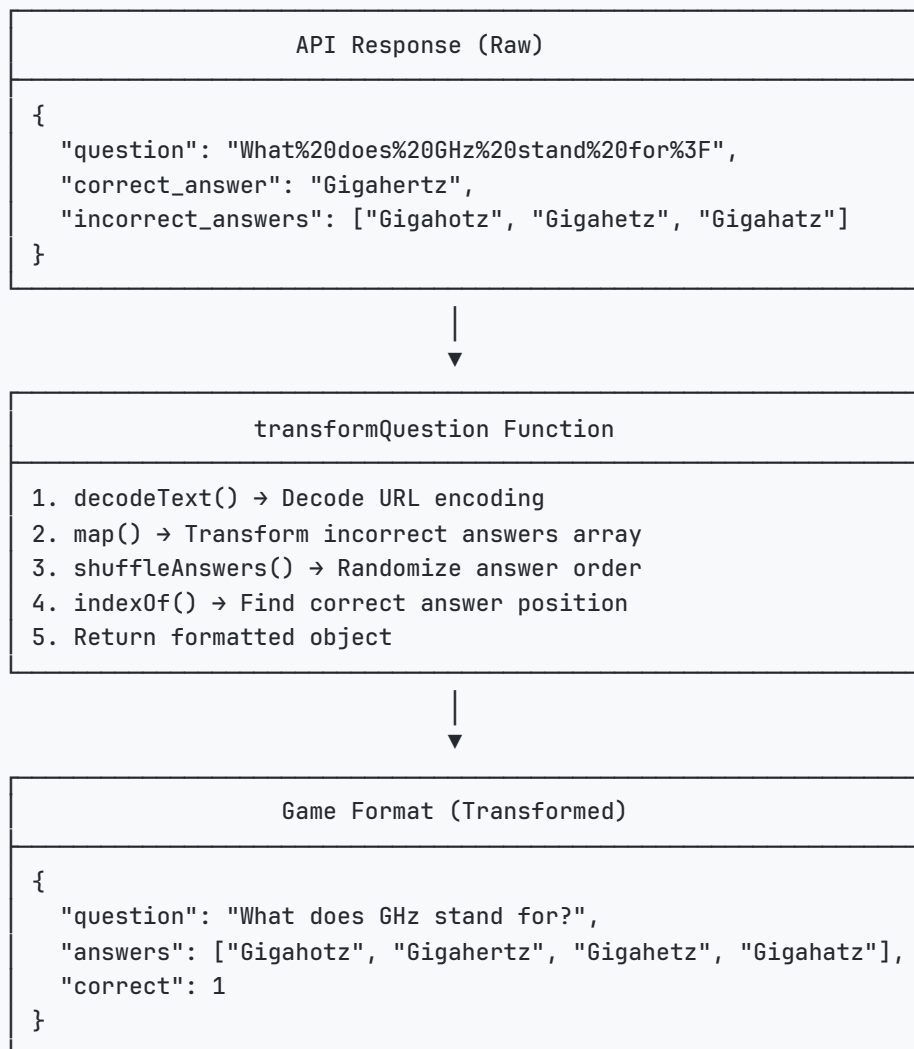 API Response (Raw)
{
"question": "What%20does%20GHz%20stand%20for%3F",
"correct_answer": "Gigahertz",
"incorrect_answers": ["Gigahotz", "Gigahetz", "Gigahatz"]
}
transformQuestion Function
1. decodeText() → Decode URL encoding
2. map() → Transform incorrect answers array
3. shuffleAnswers() → Randomize answer order
4. indexOf() → Find correct answer position
5. Return formatted object
Game Format (Transformed)
{
"question": "What does GHz stand for?",
"answers": ["Gigahotz", "Gigahertz", "Gigahetz", "Gigahatz"],
"correct": 1
}